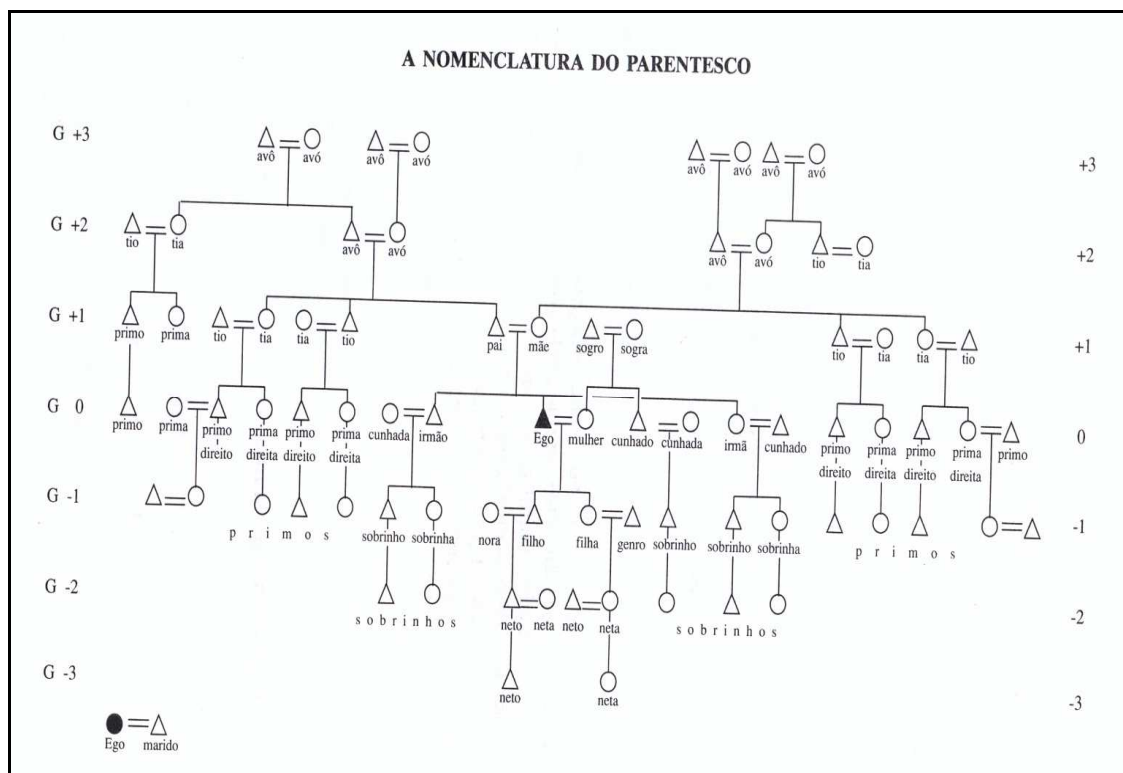 A NOMENCLATURA DO PARENTESCO
G +3
avô avó avô avó avô avó avô avó
+3
G +2
tio tia avô avó avô avó tio tia
+2
G +1
primo prima tio tia tia tio pai mãe sogro sogra tio tia tia tio
+1
G 0
primo prima primo prima primo prima cunhada irmão Ego mulher cunhado cunhada irmã cunhado primo prima primo prima primo
0
direito direita direito direita direito direita direito direita
G -1
-1
p r i m o s sobrinho sobrinha nora filho filha genro sobrinho sobrinho sobrinha p r i m o s
G -2
s o b r i n h o s neto neta neto neta s o b r i n h o s
-2
G -3
neto neta
-3
Ego marido